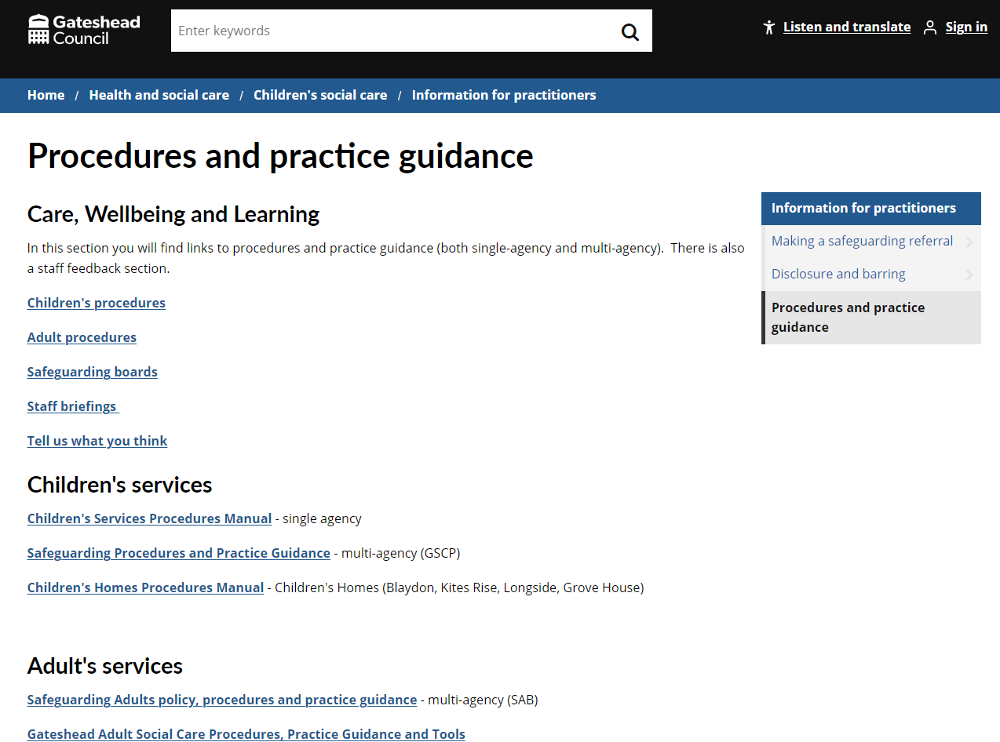 Gateshead
Council
Enter keywords
Listen and translate
Sign in
Home / Health and social care / Children's social care / Information for practitioners
Procedures and practice guidance
Care, Wellbeing and Learning
In this section you will find links to procedures and practice guidance (both single-agency and multi-agency).  There is also
a staff feedback section.
Children's procedures
Adult procedures
Safeguarding boards
Staff briefings
Tell us what you think
Children's services
Children's Services Procedures Manual - single agency
Safeguarding Procedures and Practice Guidance - multi-agency (GSCP)
Children's Homes Procedures Manual - Children's Homes (Blaydon, Kites Rise, Longside, Grove House)
Adult's services
Safeguarding Adults policy, procedures and practice guidance - multi-agency (SAB)
Gateshead Adult Social Care Procedures, Practice Guidance and Tools
Information for practitioners
Making a safeguarding referral
Disclosure and barring
Procedures and practice
guidance